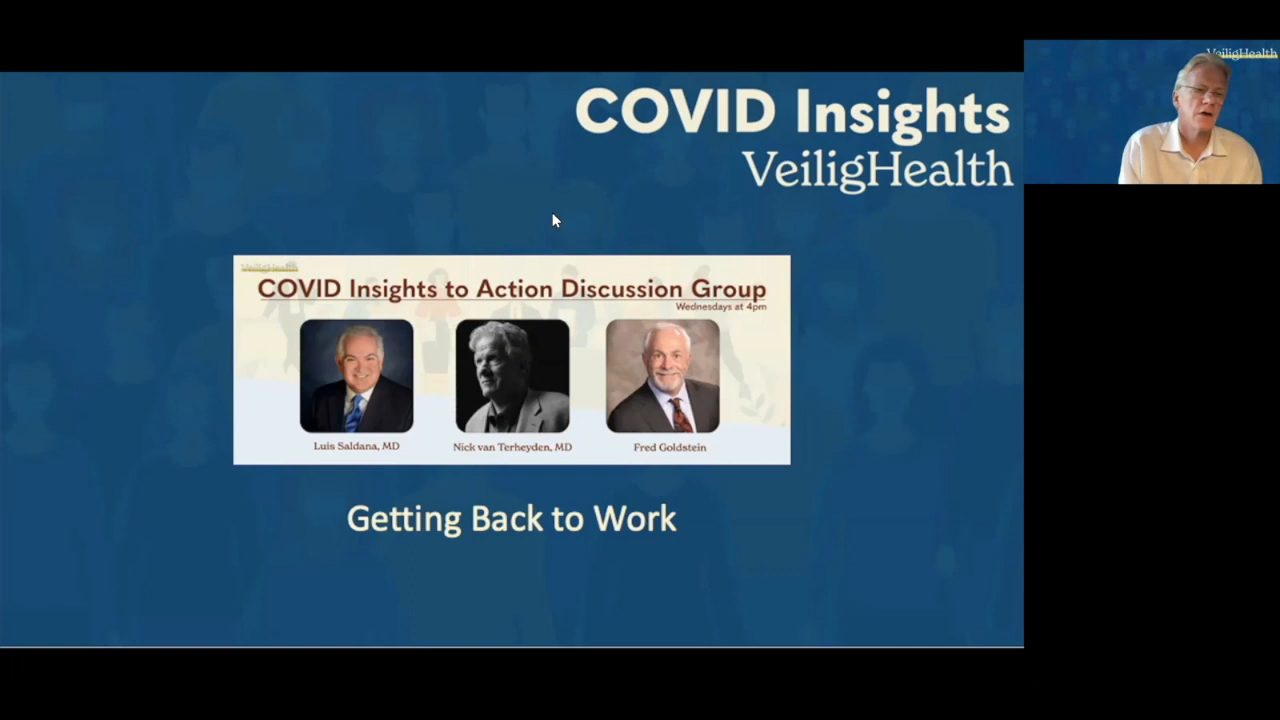 COVID Insights
VeiligHealth
VeiligHealth
VeiligHealth
COVID Insights to Action Discussion Group
Wednesdays at 4pm
Luis Saldana, MD
Nick van Terheyden, MD
Fred Goldstein
Getting Back to Work